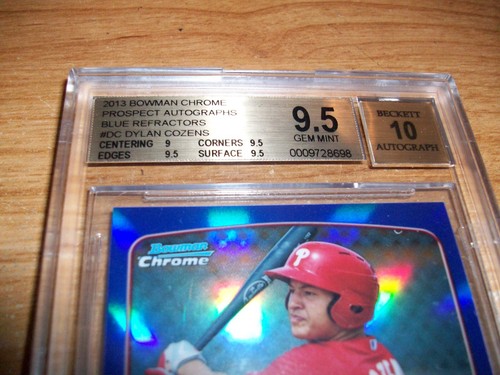 2013 BOWMAN CHROME
PROSPECT AUTOGRAPHS
BLUE REFRACTORS
#DC DYLAN COZENS
CENTERING 9 CORNERS 9.5
EDGES 9.5 SURFACE 9.5
9.5
GEM MINT
0009728698
BECKETT
10
AUTOGRAPH
Bowman
Chrome
P